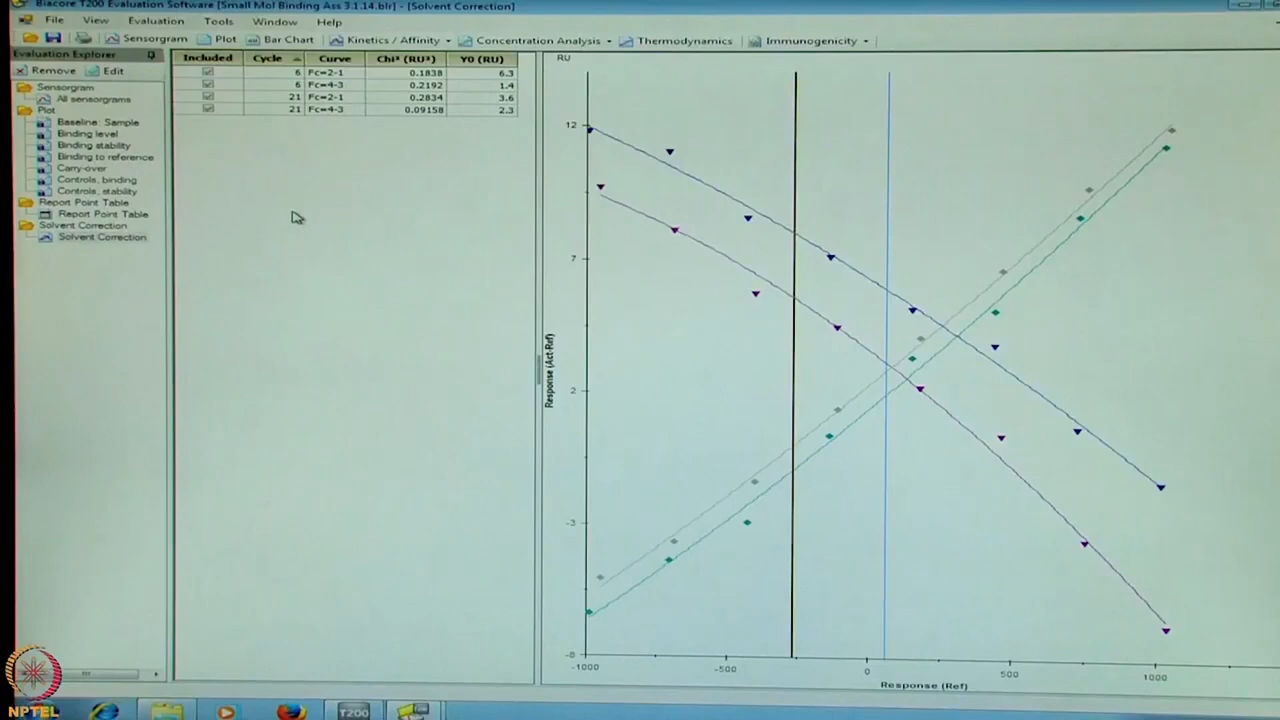 Biacore T200 Evaluation Software [Small Mol Binding Ass 3.1.14.blr] - [Solvent Correction]
File View Evaluation Tools Window Help
Sensorgram Plot Bar Chart Kinetics / Affinity Concentration Analysis Thermodynamics Immunogenicity
Evaluation Explorer
Remove Edit
Sensorgram
All sensorgrams
Plot
Baseline: Sample
Binding level
Binding stability
Binding to reference
Carry-over
Controls, binding
Controls, stability
Report Point Table
Report Point Table
Solvent Correction
Solvent Correction
Included Cycle Curve Chi² (RU²) Y0 (RU)
6 Fc=2-1 0.1838 6.3
6 Fc=4-3 0.2192 1.4
21 Fc=2-1 0.2834 3.6
21 Fc=4-3 0.09158 2.3
RU
12
7
2
-3
-8
Response (Act-Ref)
-1000 -500 0 500 1000
Response (Ref)
T200
NPTEL